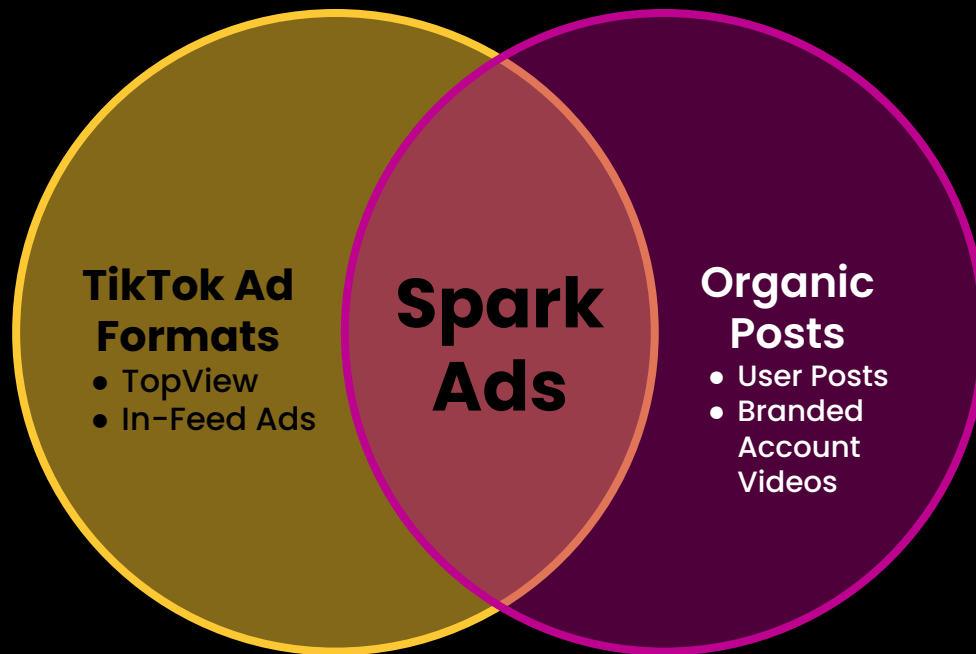 TikTok Ad
Formats
● TopView
● In-Feed Ads
Spark
Ads
Organic
Posts
● User Posts
● Branded
Account
Videos